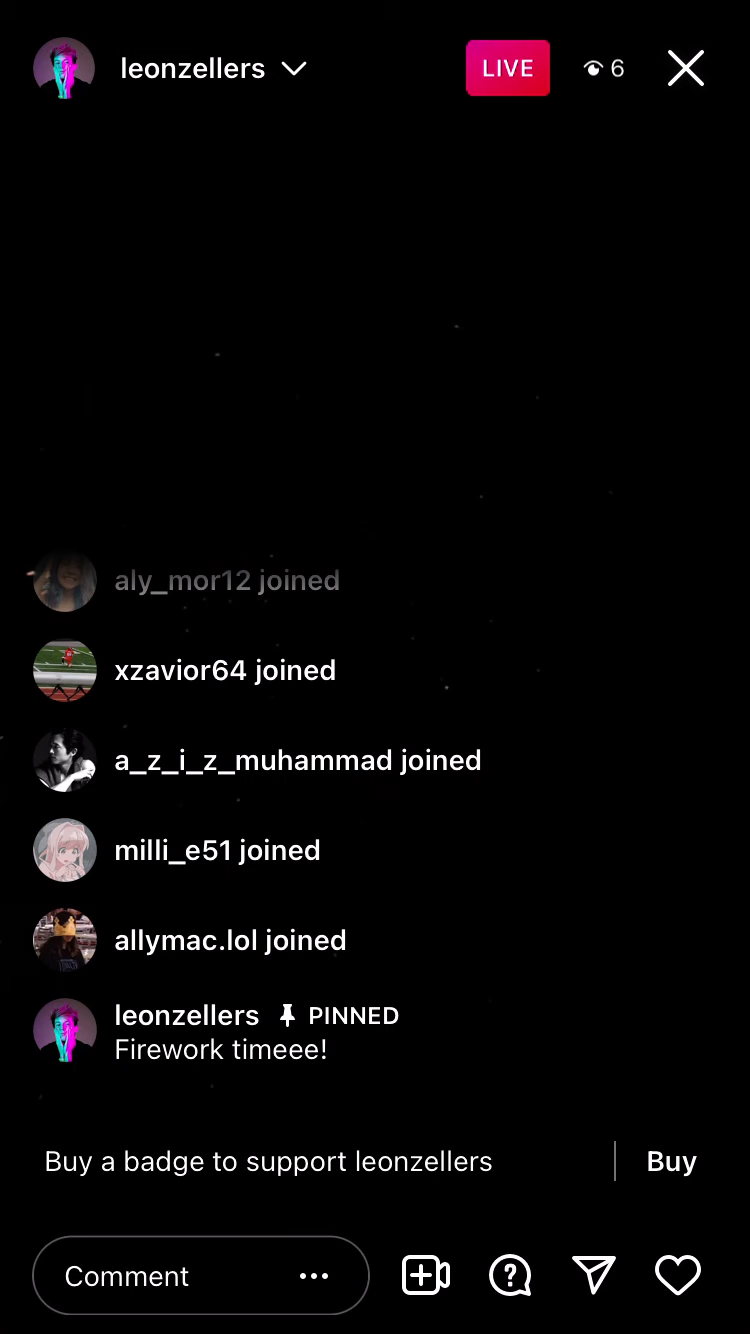 leonzellers
LIVE
6
aly_mor12 joined
xzavior64 joined
a_z_i_z_muhammad joined
milli_e51 joined
allymac.lol joined
leonzellers PINNED
Firework timeee!
Buy a badge to support leonzellers
Buy
Comment